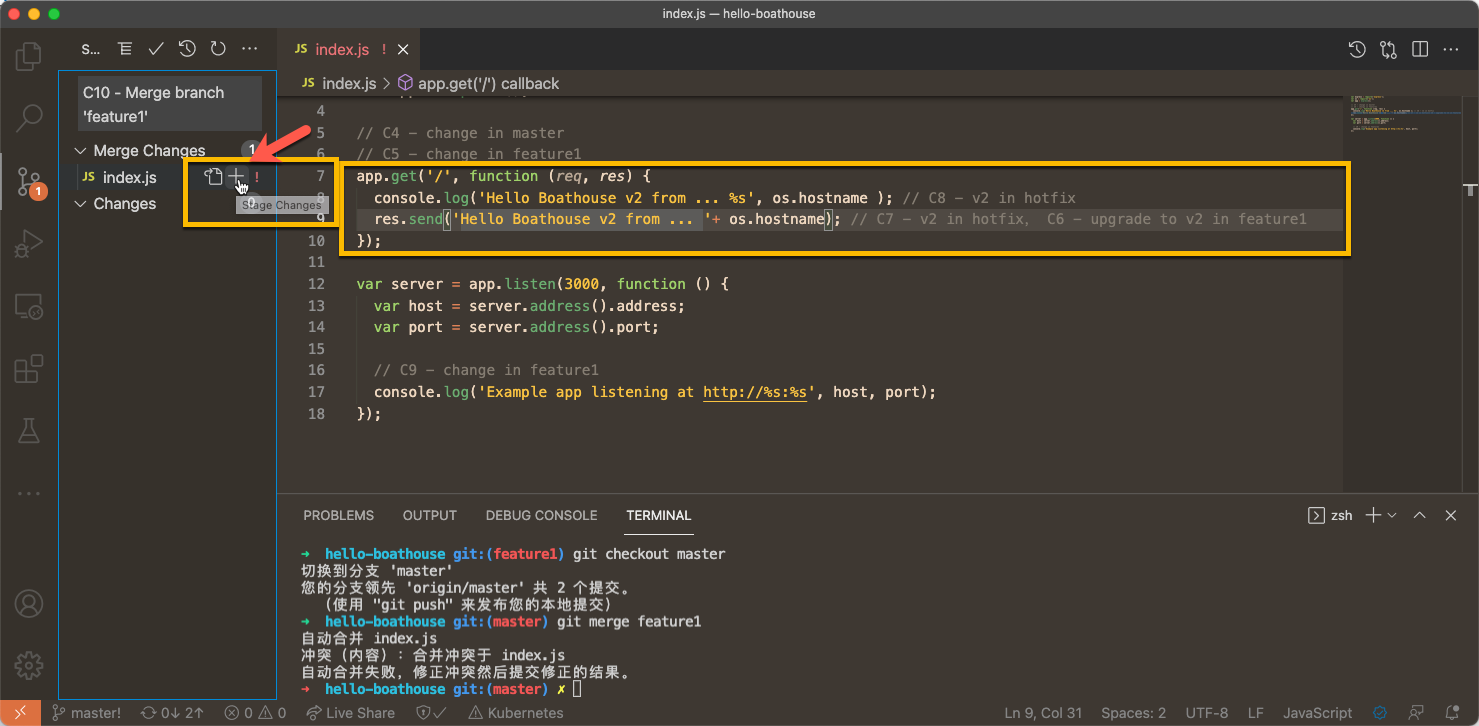 index.js — hello-boathouse
S...
JS index.js !
JS index.js > app.get('/') callback
C10 - Merge branch
'feature1'
Merge Changes 1
JS index.js !
Stage Changes
Changes
1
4
5 // C4 - change in master
6 // C5 - change in feature1
7 app.get('/', function (req, res) {
8 console.log('Hello Boathouse v2 from ... %s', os.hostname ); // C8 - v2 in hotfix
9 res.send('Hello Boathouse v2 from ... '+ os.hostname); // C7 - v2 in hotfix, C6 - upgrade to v2 in feature1
10 });
11
12 var server = app.listen(3000, function () {
13 var host = server.address().address;
14 var port = server.address().port;
15
16 // C9 - change in feature1
17 console.log('Example app listening at http://%s:%s', host, port);
18 });
PROBLEMS OUTPUT DEBUG CONSOLE TERMINAL zsh
→ hello-boathouse git:(feature1) git checkout master
切换到分支 'master'
您的分支领先 'origin/master' 共 2 个提交。
（使用 "git push" 来发布您的本地提交）
→ hello-boathouse git:(master) git merge feature1
自动合并 index.js
冲突（内容）：合并冲突于 index.js
自动合并失败，修正冲突然后提交修正的结果。
→ hello-boathouse git:(master) ✗
master! 0↓ 2↑ 0 0 Live Share Kubernetes Ln 9, Col 31 Spaces: 2 UTF-8 LF JavaScript